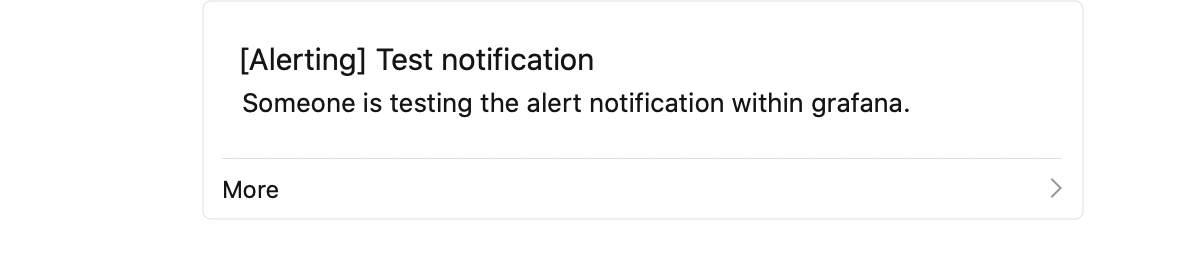 [Alerting] Test notification
Someone is testing the alert notification within grafana.
More